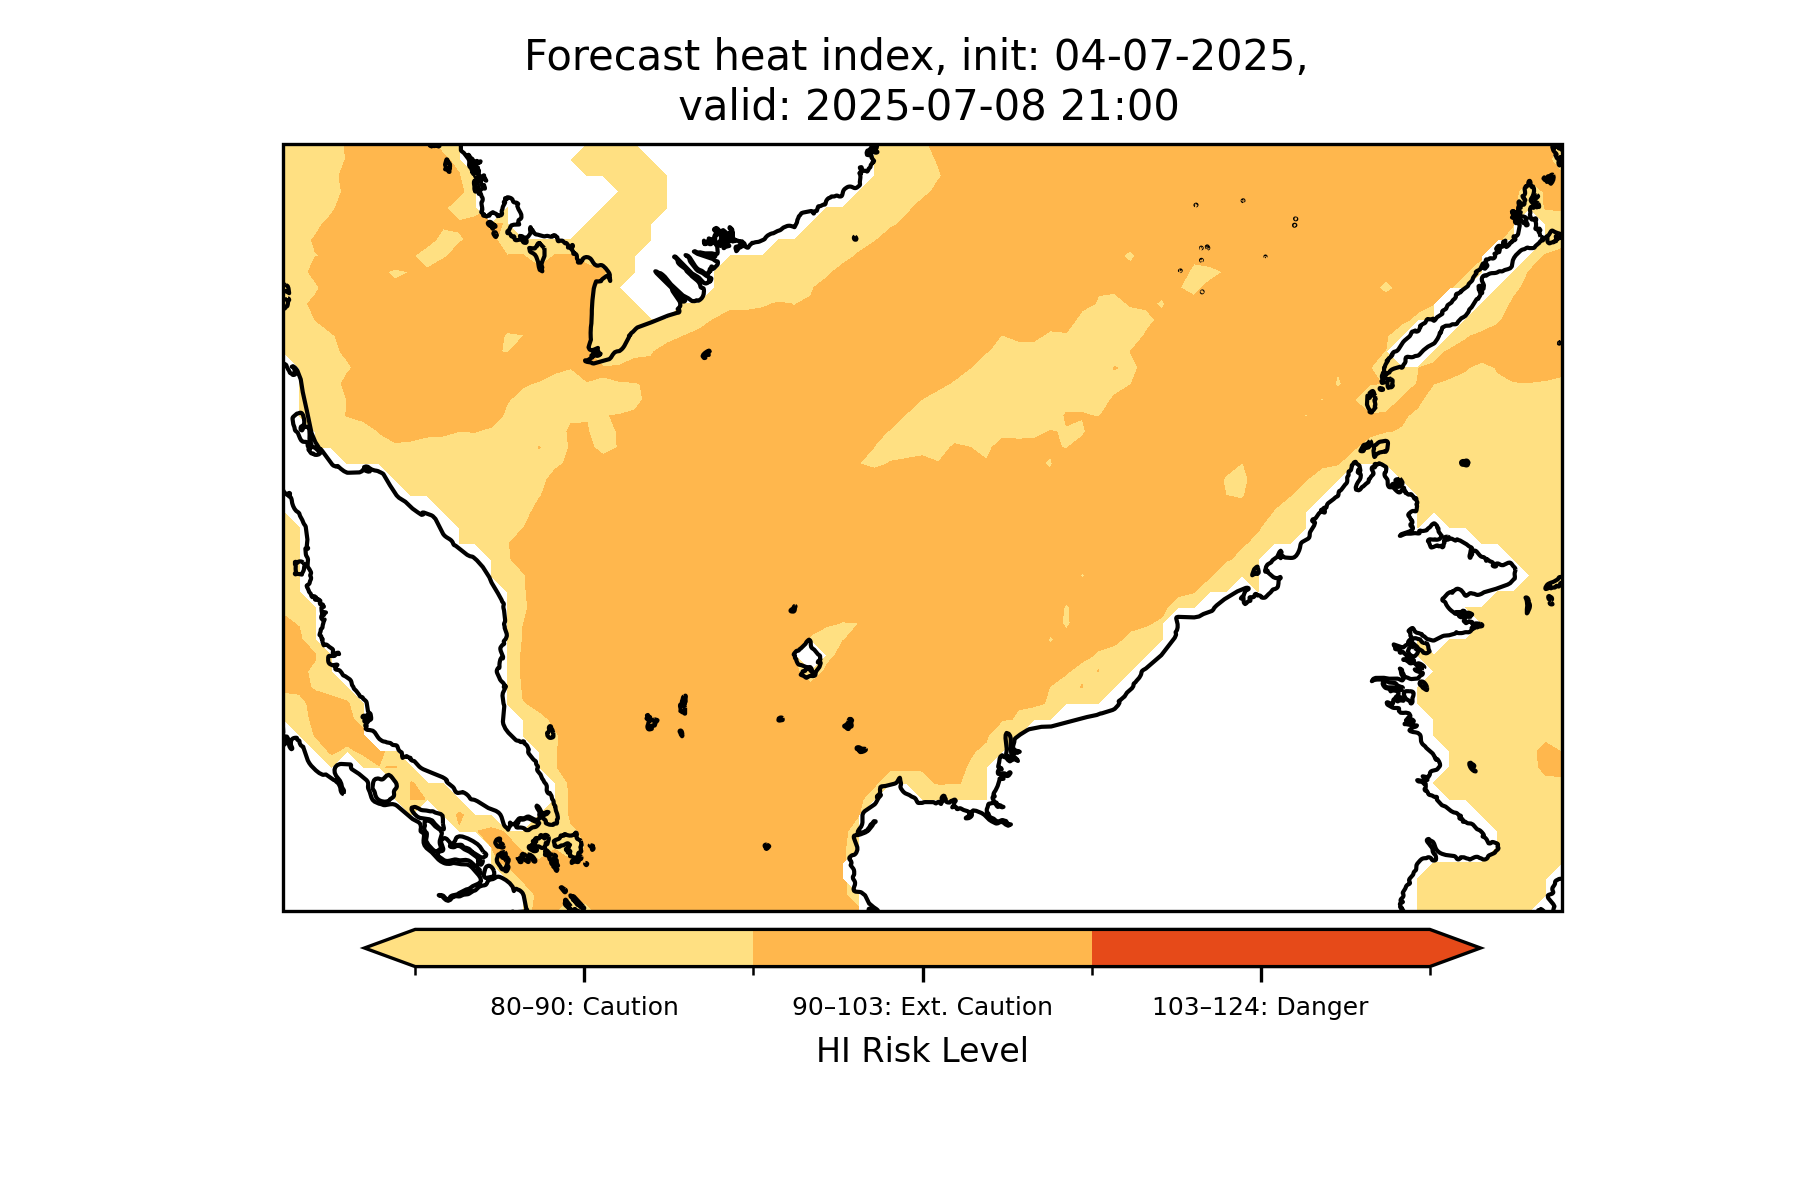 Forecast heat index, init: 04-07-2025,
valid: 2025-07-08 21:00
80–90: Caution
90–103: Ext. Caution
103–124: Danger
HI Risk Level